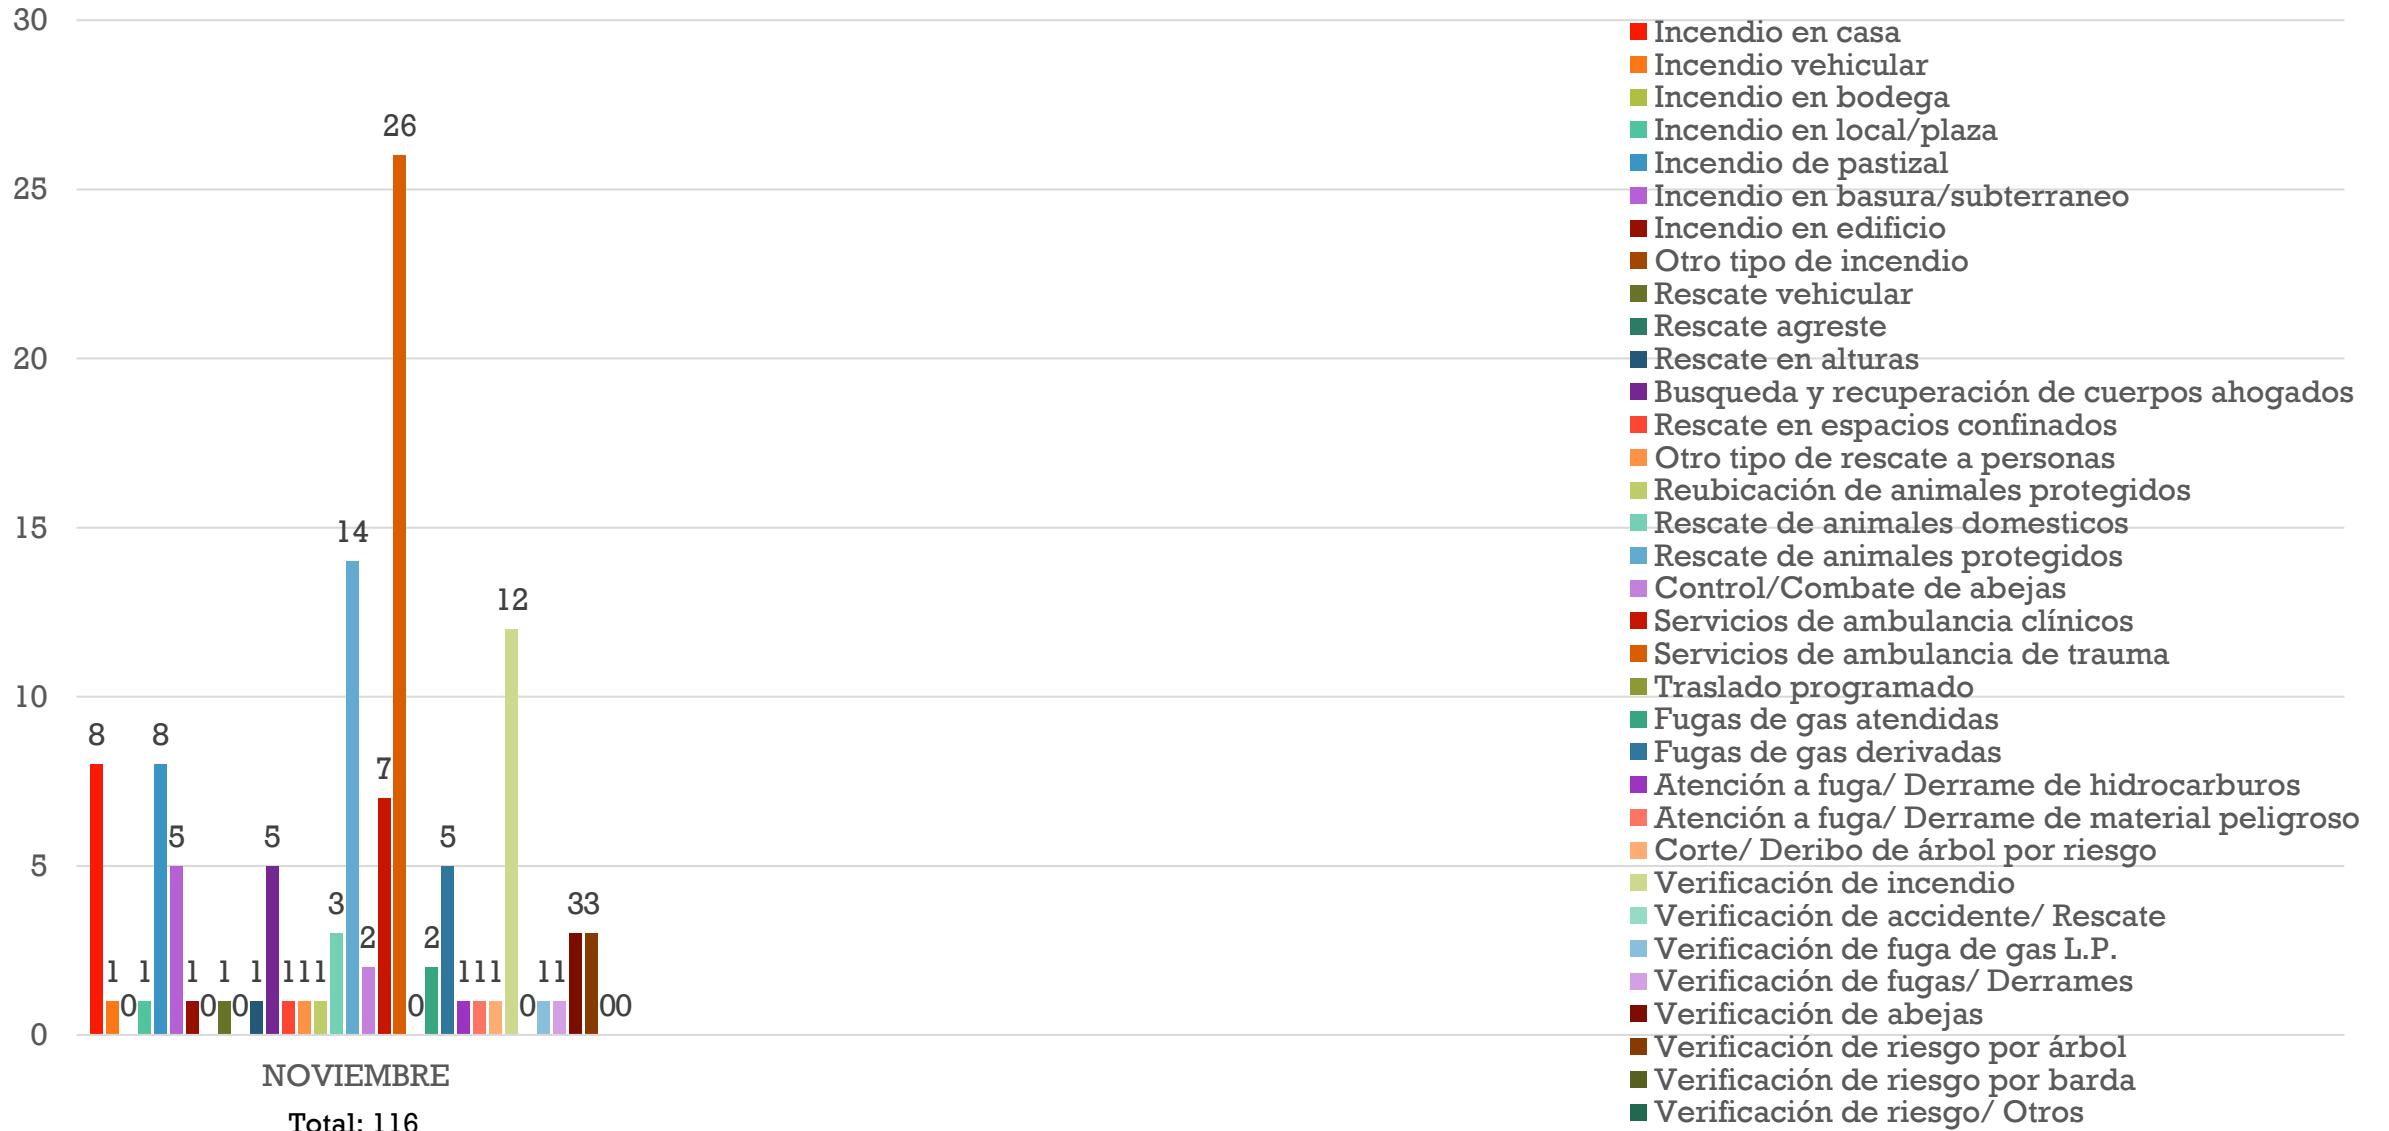 30
25
20
15
10
5
0
8
1
0
1
8
5
1
0
1
0
1
5
1
1
1
3
14
2
7
26
0
2
5
1
1
1
12
0
1
1
3
3
0
0
NOVIEMBRE
Total: 116
Incendio en casa
Incendio vehicular
Incendio en bodega
Incendio en local/plaza
Incendio de pastizal
Incendio en basura/subterraneo
Incendio en edificio
Otro tipo de incendio
Rescate vehicular
Rescate agreste
Rescate en alturas
Busqueda y recuperación de cuerpos ahogados
Rescate en espacios confinados
Otro tipo de rescate a personas
Reubicación de animales protegidos
Rescate de animales domesticos
Rescate de animales protegidos
Control/Combate de abejas
Servicios de ambulancia clínicos
Servicios de ambulancia de trauma
Traslado programado
Fugas de gas atendidas
Fugas de gas derivadas
Atención a fuga/ Derrame de hidrocarburos
Atención a fuga/ Derrame de material peligroso
Corte/ Deribo de árbol por riesgo
Verificación de incendio
Verificación de accidente/ Rescate
Verificación de fuga de gas L.P.
Verificación de fugas/ Derrames
Verificación de abejas
Verificación de riesgo por árbol
Verificación de riesgo por barda
Verificación de riesgo/ Otros